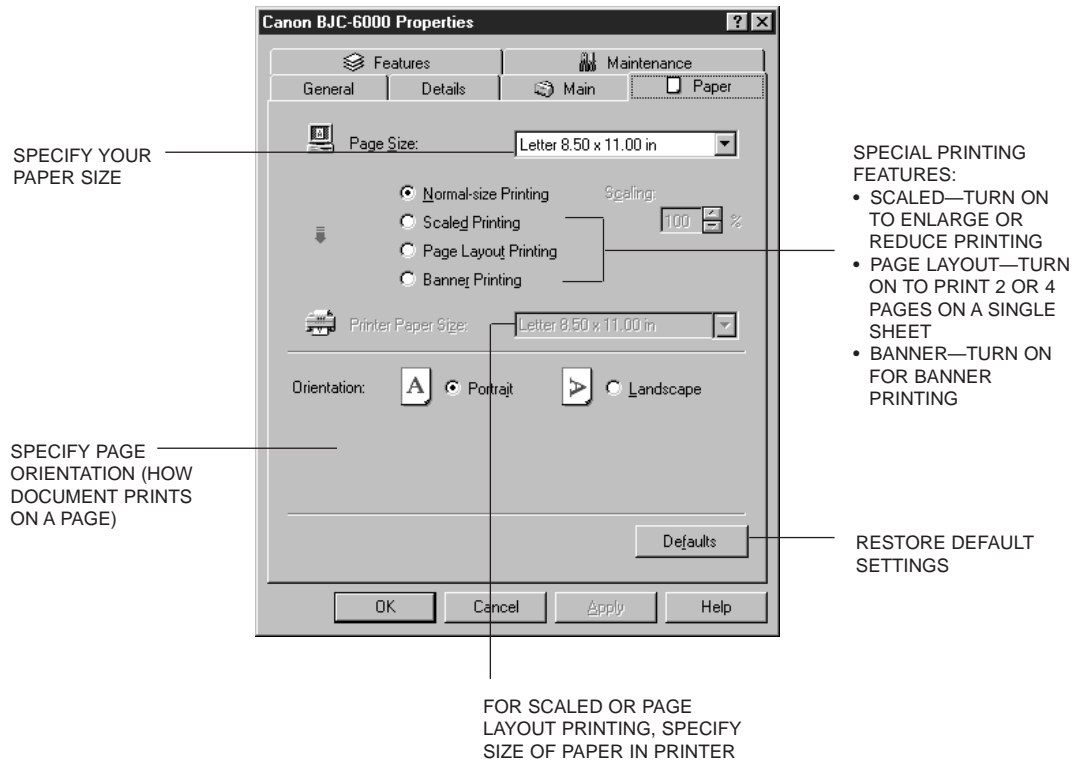 Canon BJC-6000 Properties
Features
Maintenance
General
Details
Main
Paper
SPECIFY YOUR
PAPER SIZE
Page Size:
Letter 8.50 x 11.00 in
Normal-size Printing
Scaling:
Scaled Printing
100 %
Page Layout Printing
Banner Printing
SPECIAL PRINTING
FEATURES:
• SCALED—TURN ON
TO ENLARGE OR
REDUCE PRINTING
• PAGE LAYOUT—TURN
ON TO PRINT 2 OR 4
PAGES ON A SINGLE
SHEET
• BANNER—TURN ON
FOR BANNER
PRINTING
Printer Paper Size:
Letter 8.50 x 11.00 in
Orientation:
A
Portrait
A
Landscape
SPECIFY PAGE
ORIENTATION (HOW
DOCUMENT PRINTS
ON A PAGE)
Defaults
RESTORE DEFAULT
SETTINGS
OK
Cancel
Apply
Help
FOR SCALED OR PAGE
LAYOUT PRINTING, SPECIFY
SIZE OF PAPER IN PRINTER